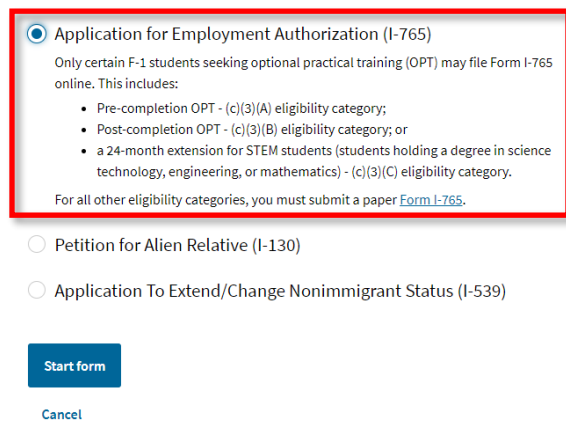 Application for Employment Authorization (I-765)
Only certain F-1 students seeking optional practical training (OPT) may file Form I-765
online. This includes:
• Pre-completion OPT - (c)(3)(A) eligibility category;
• Post-completion OPT - (c)(3)(B) eligibility category; or
• a 24-month extension for STEM students (students holding a degree in science
technology, engineering, or mathematics) - (c)(3)(C) eligibility category.
For all other eligibility categories, you must submit a paper Form I-765.
Petition for Alien Relative (I-130)
Application To Extend/Change Nonimmigrant Status (I-539)
Start form
Cancel